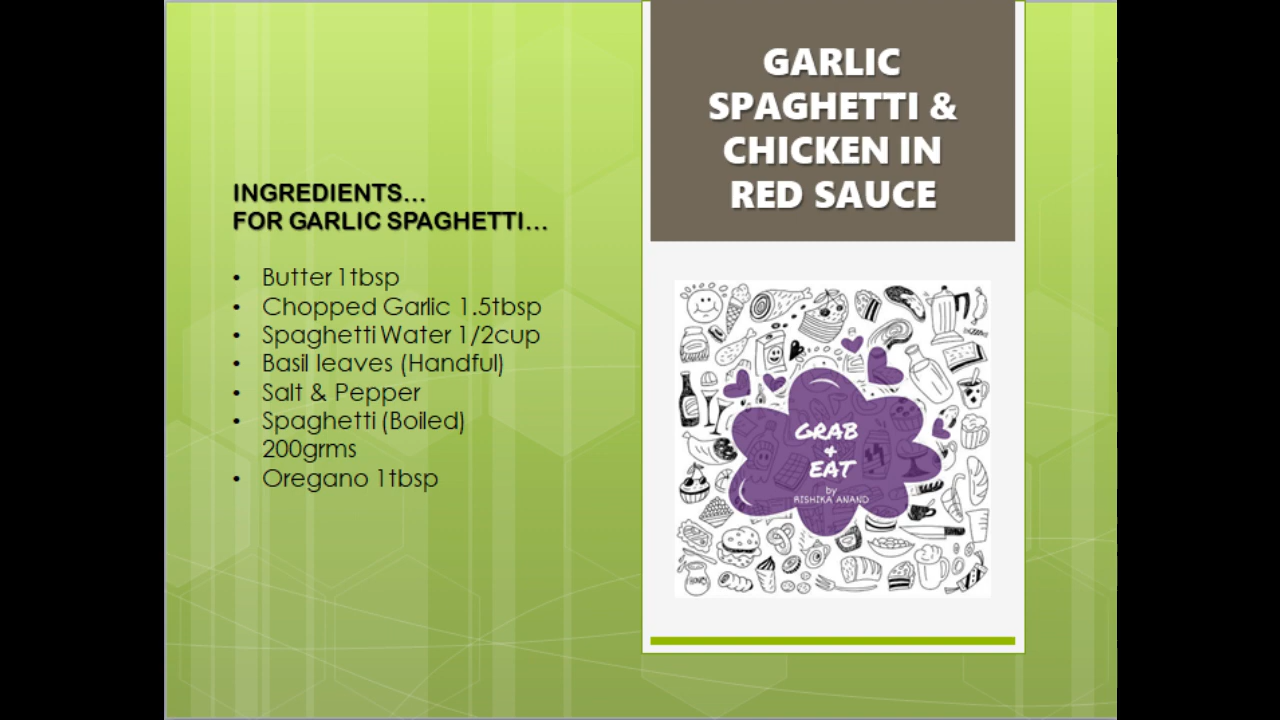 GARLIC
SPAGHETTI &
CHICKEN IN
RED SAUCE
INGREDIENTS...
FOR GARLIC SPAGHETTI...
• Butter 1tbsp
• Chopped Garlic 1.5tbsp
• Spaghetti Water 1/2cup
• Basil leaves (Handful)
• Salt & Pepper
• Spaghetti (Boiled)
200grms
• Oregano 1tbsp
GRAB
+
EAT
by
RISHIKA ANAND